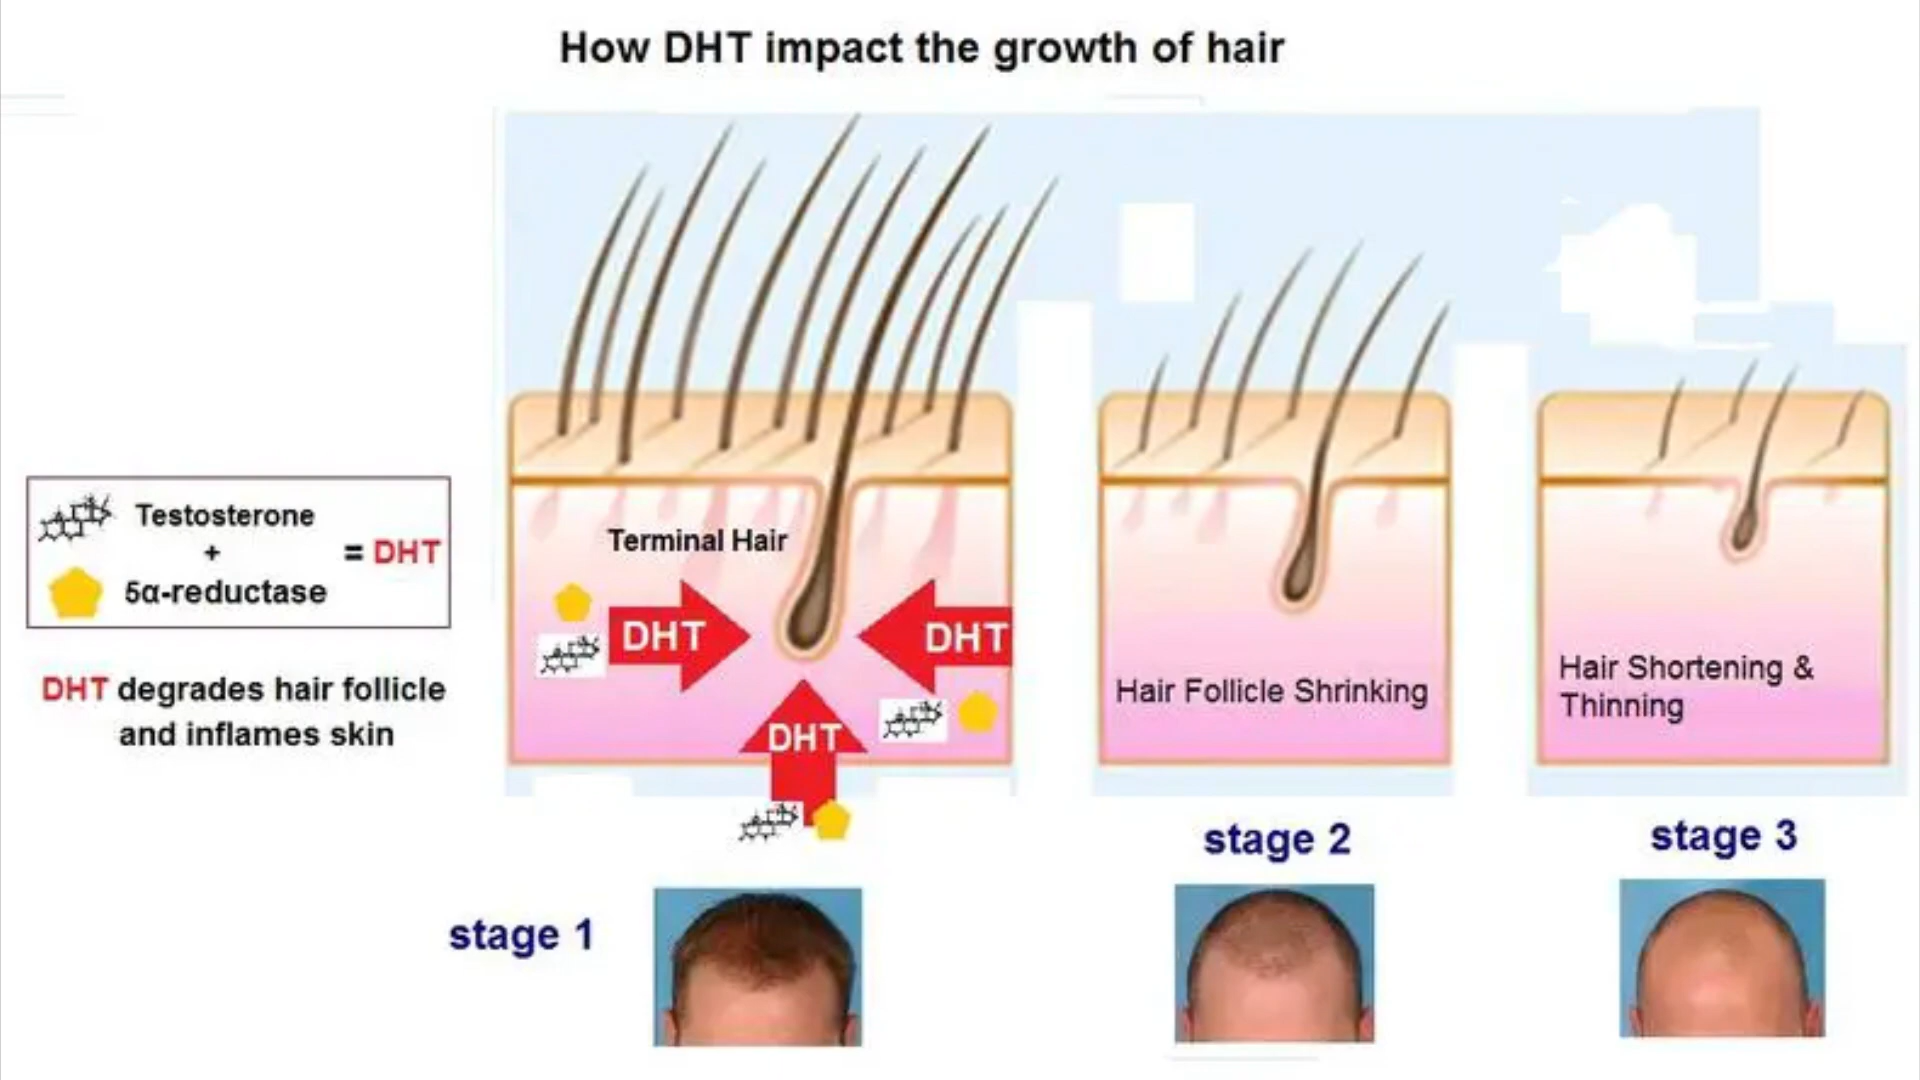 How DHT impact the growth of hair
Testosterone
+
= DHT
5α-reductase
DHT degrades hair follicle
and inflames skin
Terminal Hair
DHT
DHT
DHT
stage 1
Hair Follicle Shrinking
stage 2
Hair Shortening &
Thinning
stage 3